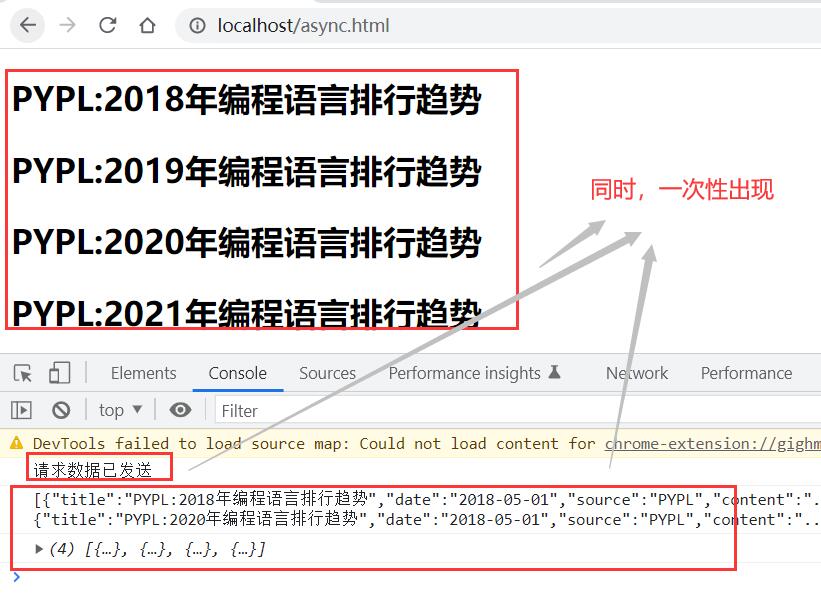 localhost/async.html
PYPL:2018年编程语言排行趋势
PYPL:2019年编程语言排行趋势
同时，一次性出现
PYPL:2020年编程语言排行趋势
PYPL:2021年编程语言排行趋势
Elements Console Sources Performance insights Network Performance
top Filter
DevTools failed to load source map: Could not load content for chrome-extension://gighm
请求数据已发送
[{"title":"PYPL:2018年编程语言排行趋势","date":"2018-05-01","source":"PYPL","content":"..
{"title":"PYPL:2020年编程语言排行趋势","date":"2018-05-01","source":"PYPL","content":"..
(4) [{…}, {…}, {…}, {…}]